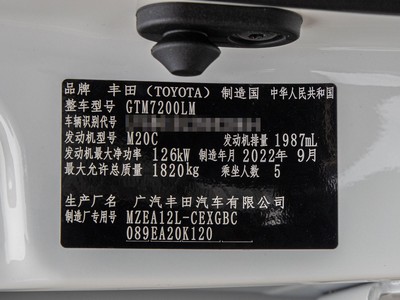 品牌 丰田 (TOYOTA) 制造国 中华人民共和国
整车型号 GTM7200LM
车辆识别代号
发动机型号 M20C 发动机排量 1987mL
发动机最大净功率 126kW 制造年月 2022年9月
最大允许总质量 1820kg 乘坐人数 5
生产厂名 广汽丰田汽车有限公司
制造厂专用号 MZEA12L-CEXGBC
089EA20K120